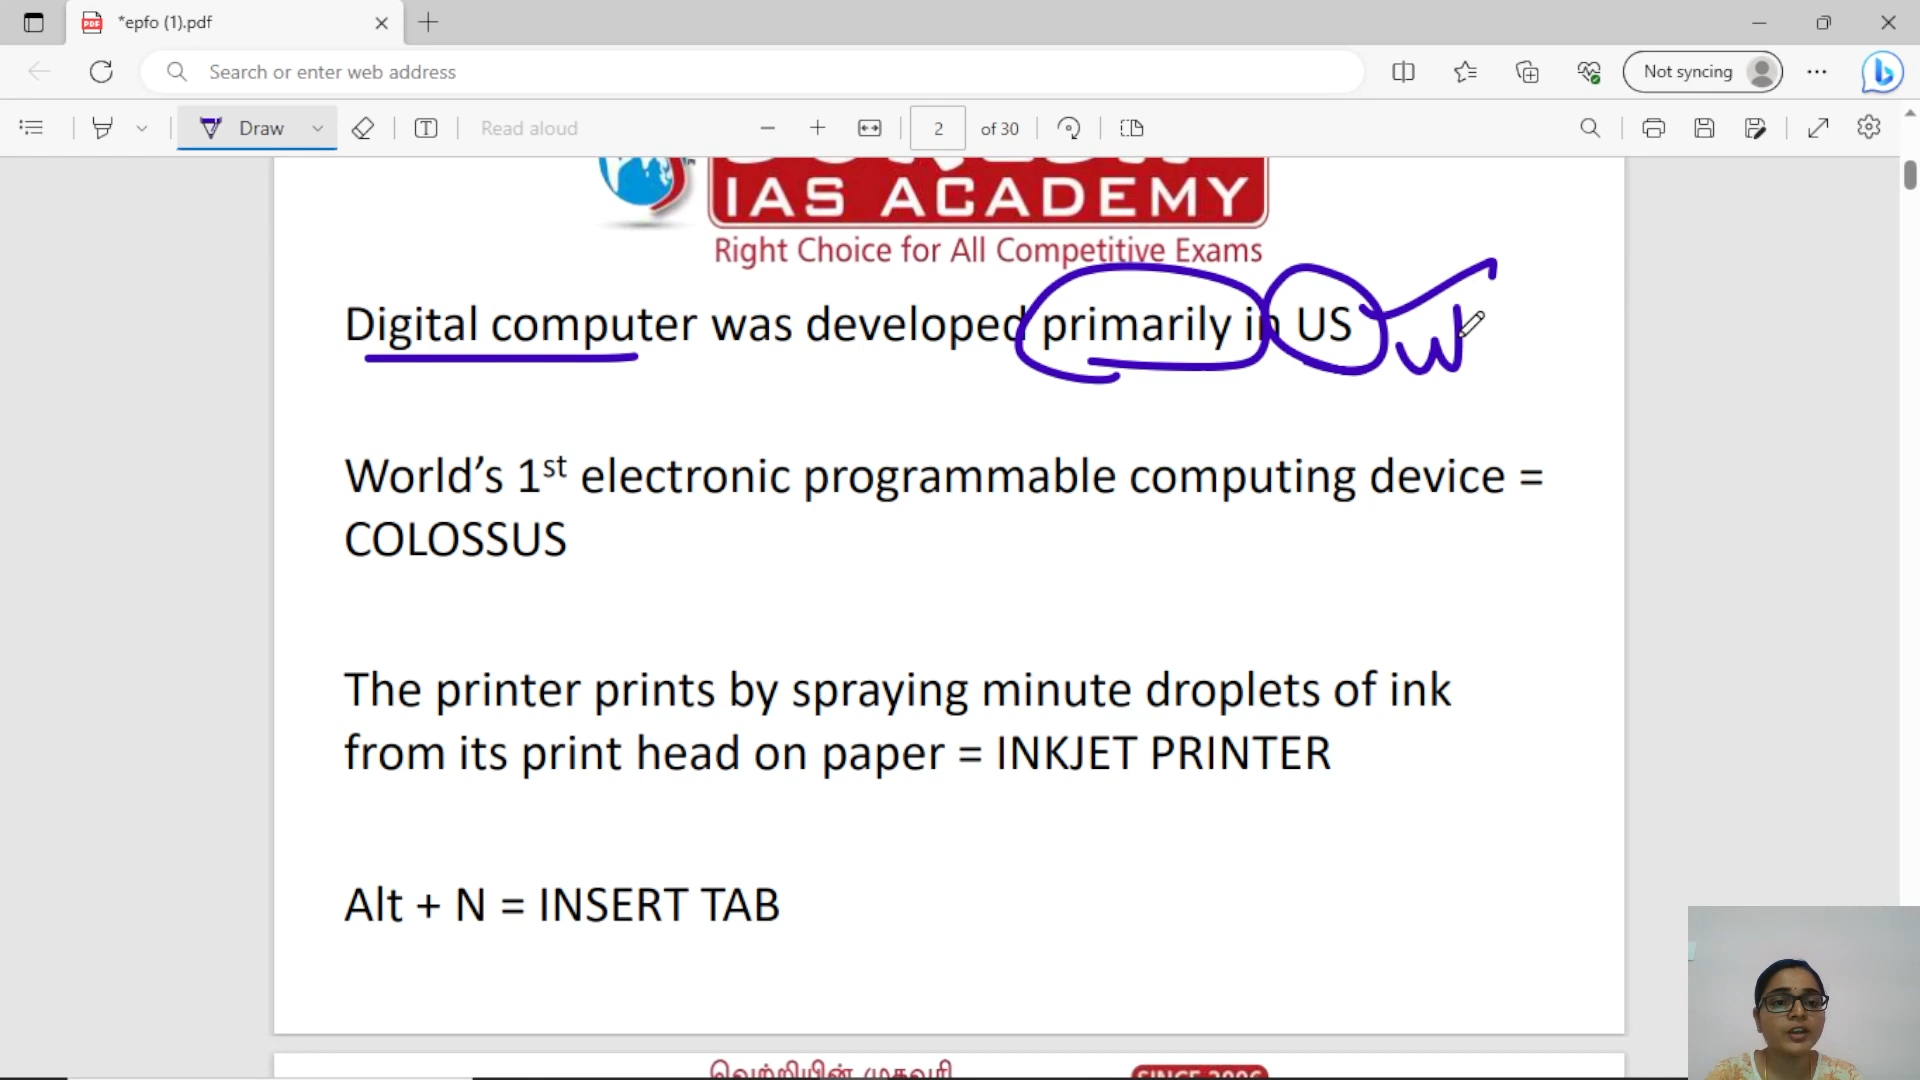 *epfo (1).pdf
Search or enter web address
Not syncing
Draw
Read aloud
2 of 30
IAS ACADEMY
Right Choice for All Competitive Exams
Digital computer was developed primarily in US
W
World’s 1st electronic programmable computing device =
COLOSSUS
The printer prints by spraying minute droplets of ink
from its print head on paper = INKJET PRINTER
Alt + N = INSERT TAB
வெற்றியின் முகவரி
SINCE 2006